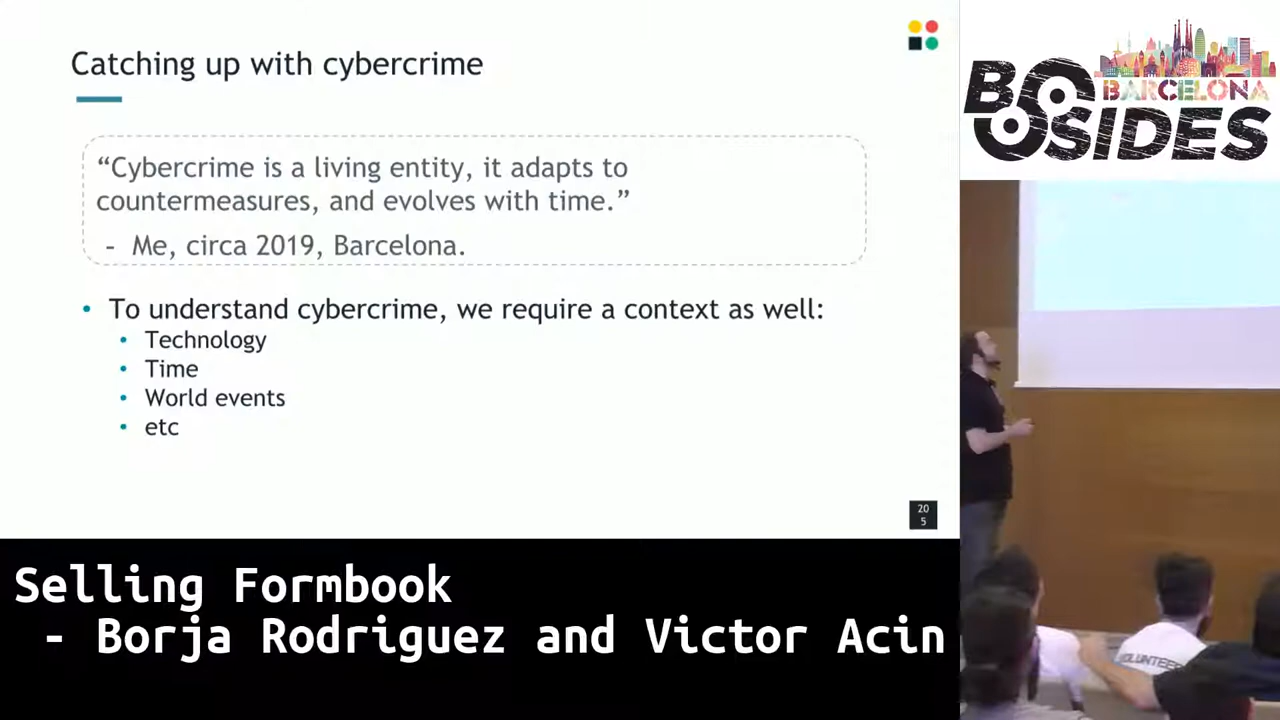 Catching up with cybercrime
“Cybercrime is a living entity, it adapts to
countermeasures, and evolves with time.”
- Me, circa 2019, Barcelona.
• To understand cybercrime, we require a context as well:
• Technology
• Time
• World events
• etc
20
5
BSIDES
BARCELONA
VOLUNTEER
Selling Formbook
- Borja Rodriguez and Victor Acin